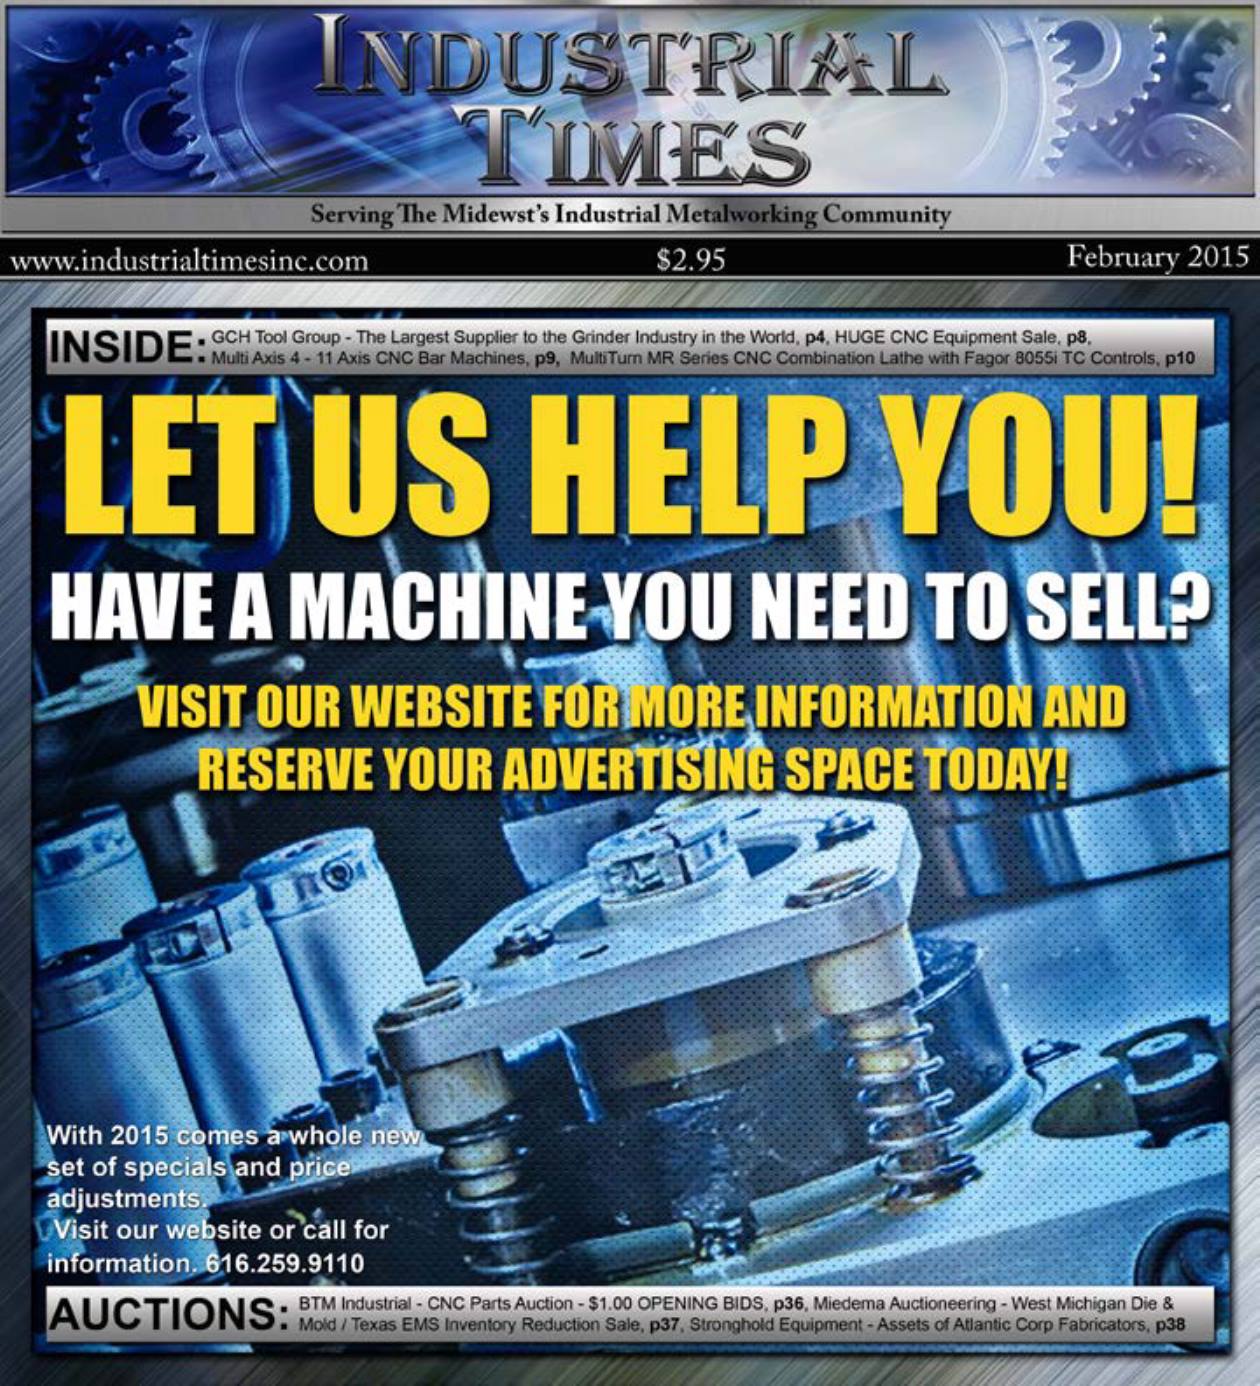 INDUSTRIAL
TIMES
Serving The Midewst's Industrial Metalworking Community
www.industrialtimesinc.com $2.95 February 2015
INSIDE: GCH Tool Group - The Largest Supplier to the Grinder Industry in the World, p4, HUGE CNC Equipment Sale, p8,
Multi Axis 4 - 11 Axis CNC Bar Machines, p9, MultiTurn MR Series CNC Combination Lathe with Fagor 8055i TC Controls, p10
LET US HELP YOU!
HAVE A MACHINE YOU NEED TO SELL?
VISIT OUR WEBSITE FOR MORE INFORMATION AND
RESERVE YOUR ADVERTISING SPACE TODAY!
With 2015 comes a whole new
set of specials and price
adjustments.
Visit our website or call for
information. 616.259.9110
AUCTIONS: BTM Industrial - CNC Parts Auction - $1.00 OPENING BIDS, p36, Miedema Auctioneering - West Michigan Die &
Mold / Texas EMS Inventory Reduction Sale, p37, Stronghold Equipment - Assets of Atlantic Corp Fabricators, p38